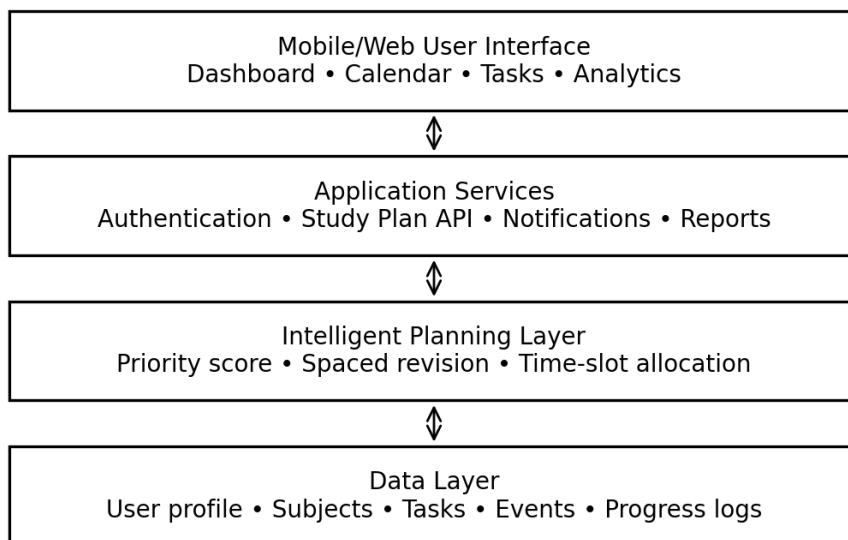 Mobile/Web User Interface
Dashboard • Calendar • Tasks • Analytics
Application Services
Authentication • Study Plan API • Notifications • Reports
Intelligent Planning Layer
Priority score • Spaced revision • Time-slot allocation
Data Layer
User profile • Subjects • Tasks • Events • Progress logs